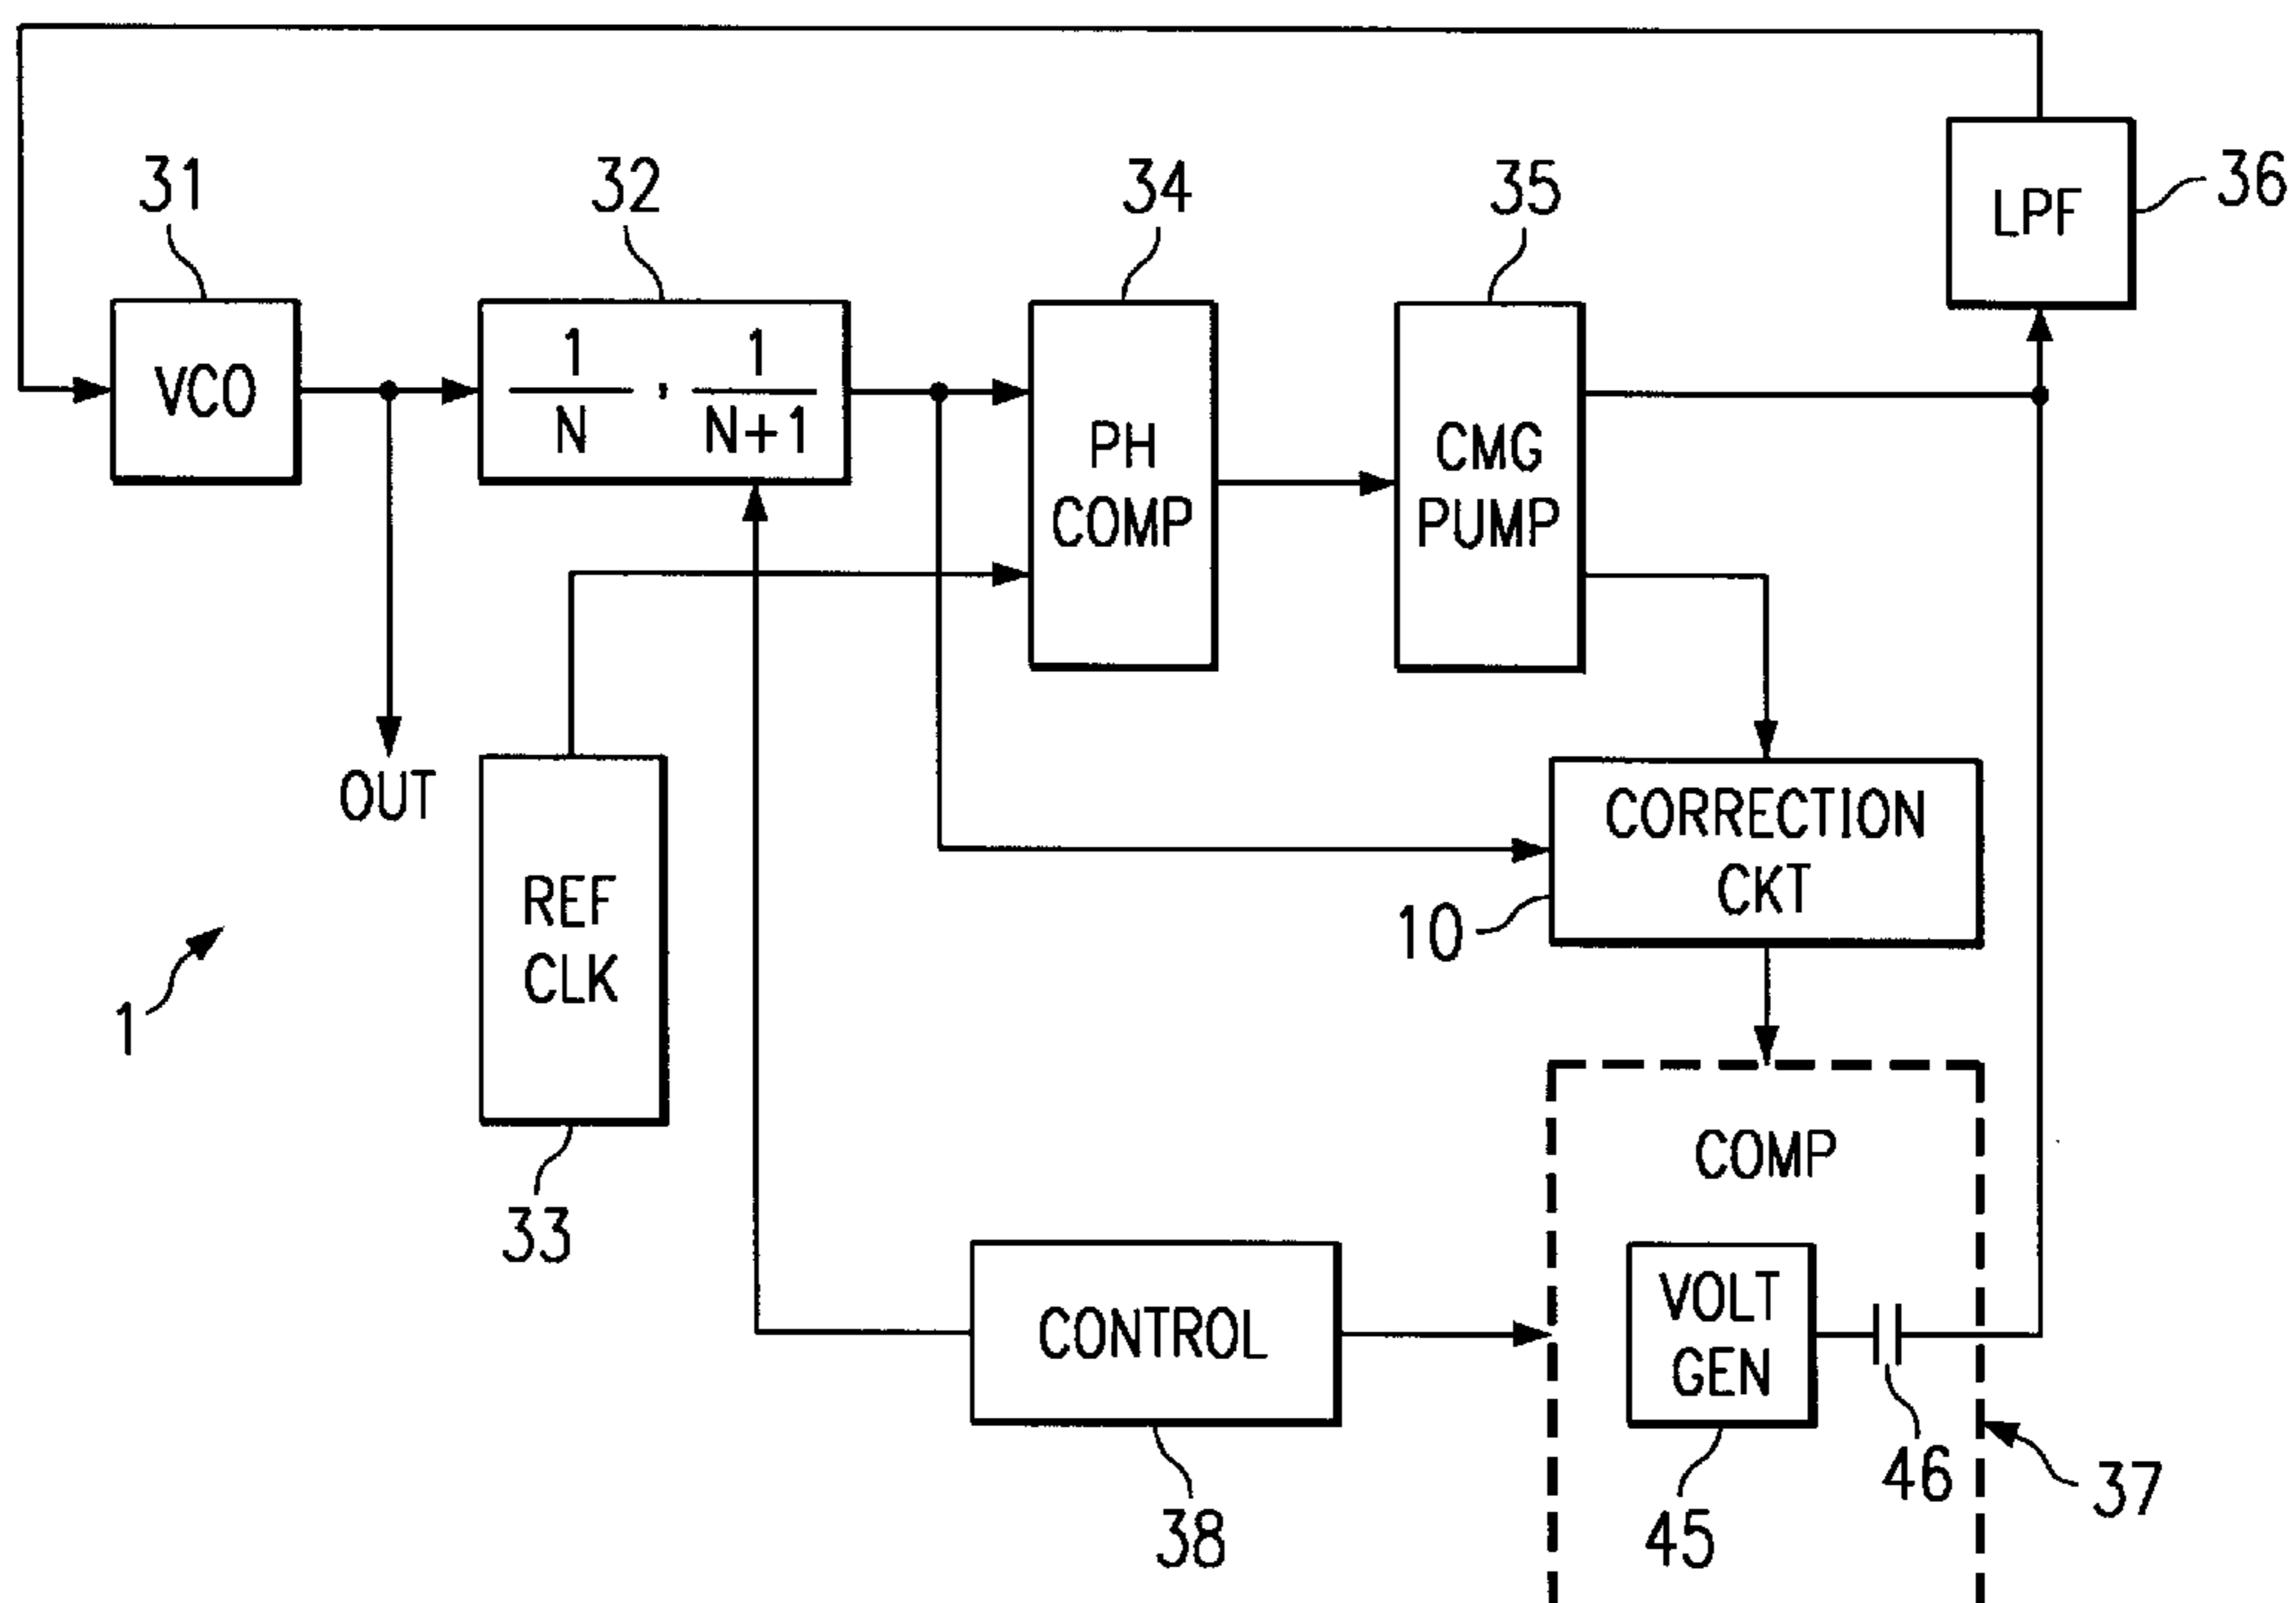 31
32
34
35
36
LPF
VCO
1
N
,
1
N+1
PH
COMP
CMG
PUMP
OUT
REF
CLK
CORRECTION
CKT
10
1
33
COMP
CONTROL
VOLT
GEN
38
45
46
37